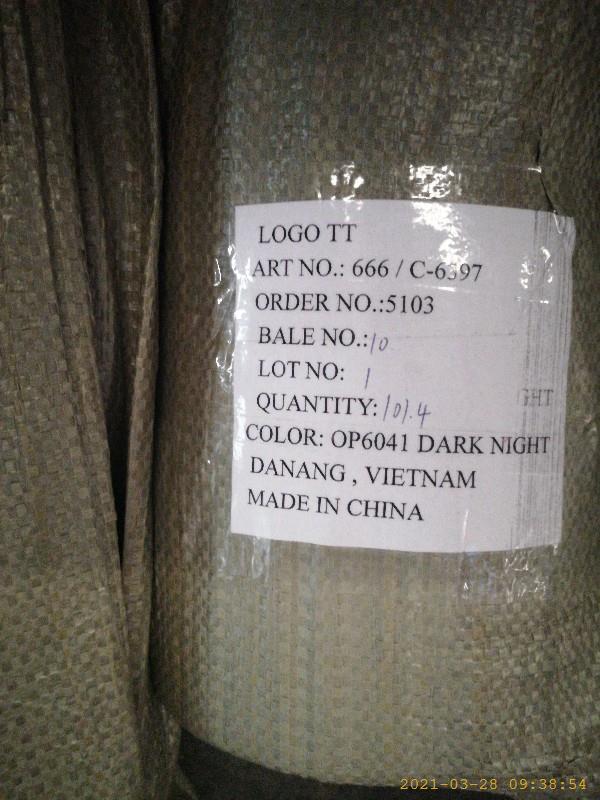 LOGO TT
ART NO.: 666 / C-6397
ORDER NO.:5103
BALE NO.:10
LOT NO: 1
QUANTITY:101.4
GHT
COLOR: OP6041 DARK NIGHT
DANANG , VIETNAM
MADE IN CHINA
2021-03-28 09:38:54